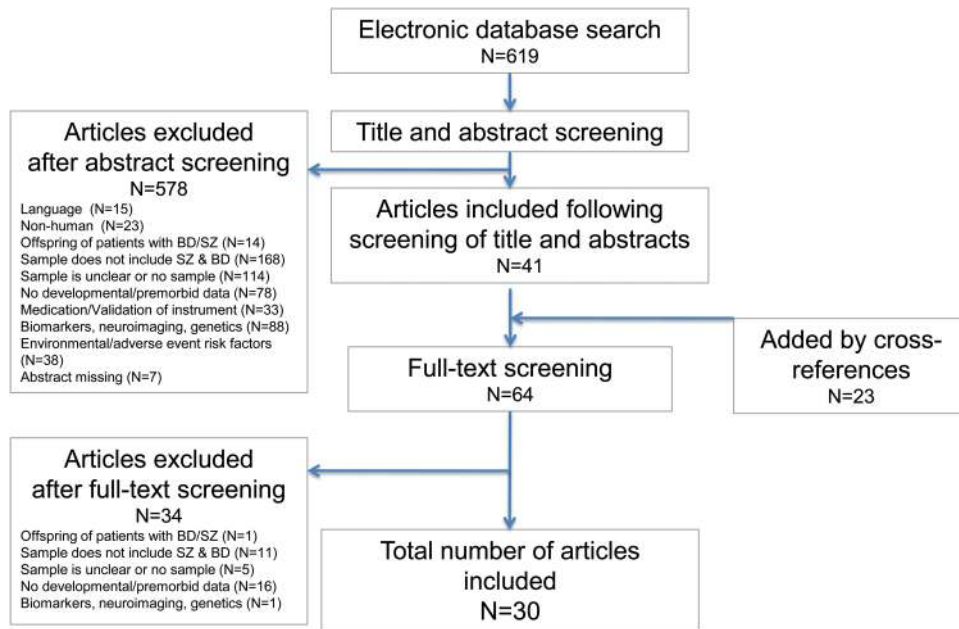 Electronic database search
N=619
Title and abstract screening
Articles excluded
after abstract screening
N=578
Language (N=15)
Non-human (N=23)
Offspring of patients with BD/SZ (N=14)
Sample does not include SZ & BD (N=168)
Sample is unclear or no sample (N=114)
No developmental/premorbid data (N=78)
Medication/Validation of instrument (N=33)
Biomarkers, neuroimaging, genetics (N=88)
Environmental/adverse event risk factors
(N=38)
Abstract missing (N=7)
Articles included following
screening of title and abstracts
N=41
Added by cross-
references
N=23
Full-text screening
N=64
Articles excluded
after full-text screening
N=34
Offspring of patients with BD/SZ (N=1)
Sample does not include SZ & BD (N=11)
Sample is unclear or no sample (N=5)
No developmental/premorbid data (N=16)
Biomarkers, neuroimaging, genetics (N=1)
Total number of articles
included
N=30